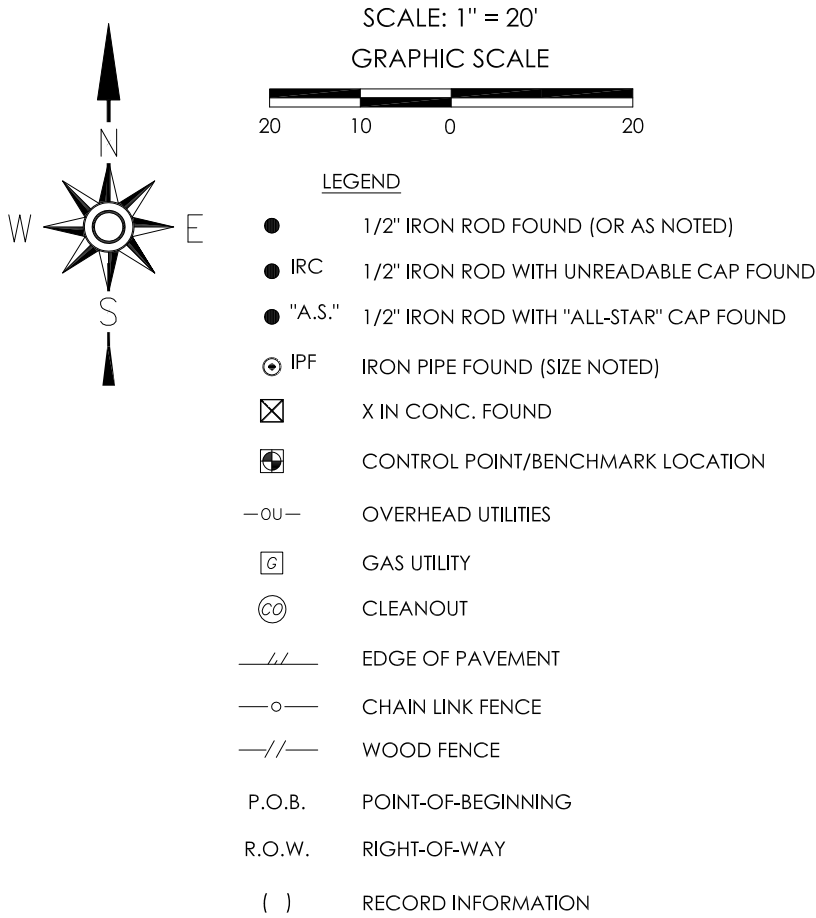 SCALE: 1" = 20'
GRAPHIC SCALE
20 10 0 20
N
W E
S
LEGEND
1/2" IRON ROD FOUND (OR AS NOTED)
IRC 1/2" IRON ROD WITH UNREADABLE CAP FOUND
"A.S." 1/2" IRON ROD WITH "ALL-STAR" CAP FOUND
IPF IRON PIPE FOUND (SIZE NOTED)
X IN CONC. FOUND
CONTROL POINT/BENCHMARK LOCATION
OU OVERHEAD UTILITIES
G GAS UTILITY
CO CLEANOUT
EDGE OF PAVEMENT
CHAIN LINK FENCE
WOOD FENCE
P.O.B. POINT-OF-BEGINNING
R.O.W. RIGHT-OF-WAY
( ) RECORD INFORMATION